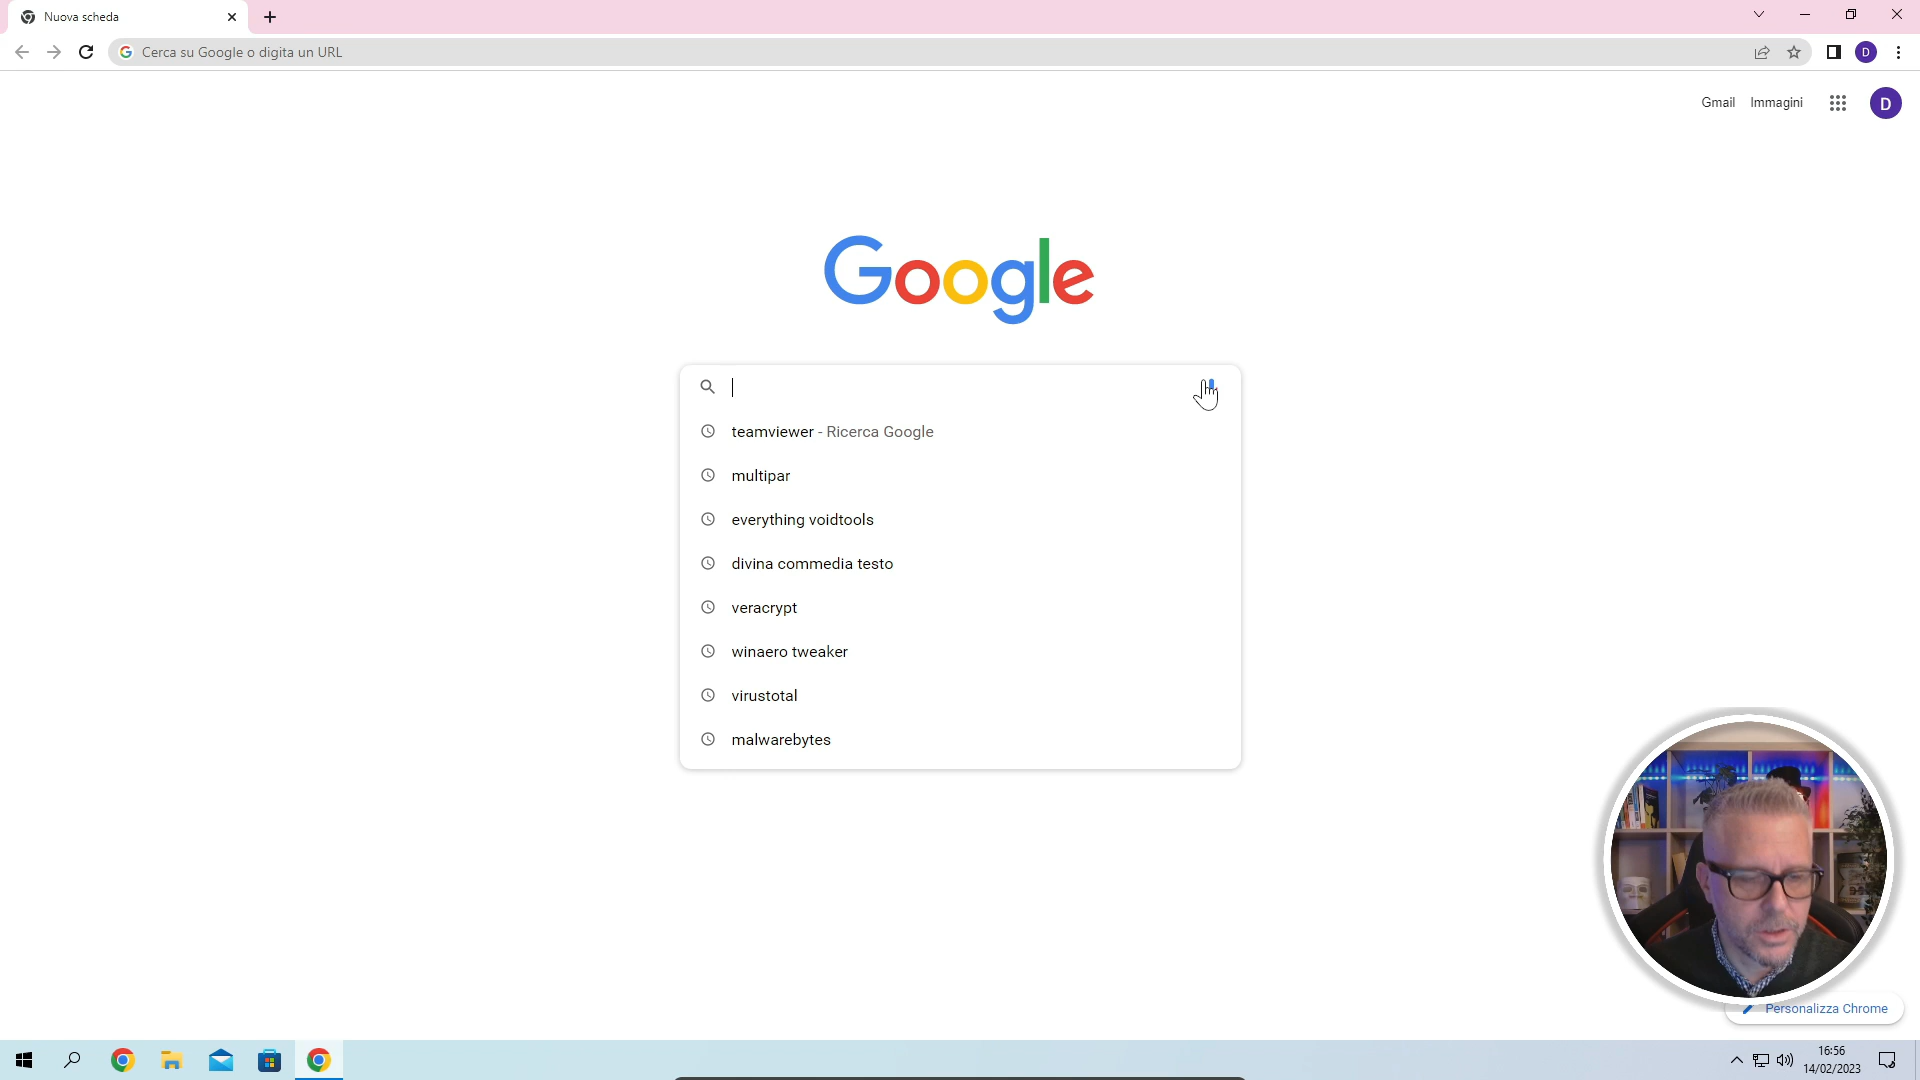 Nuova scheda
Cerca su Google o digita un URL
D
Gmail Immagini
D
Google
teamviewer - Ricerca Google
multipar
everything voidtools
divina commedia testo
veracrypt
winaero tweaker
virustotal
malwarebytes
Personalizza Chrome
16:56
14/02/2023